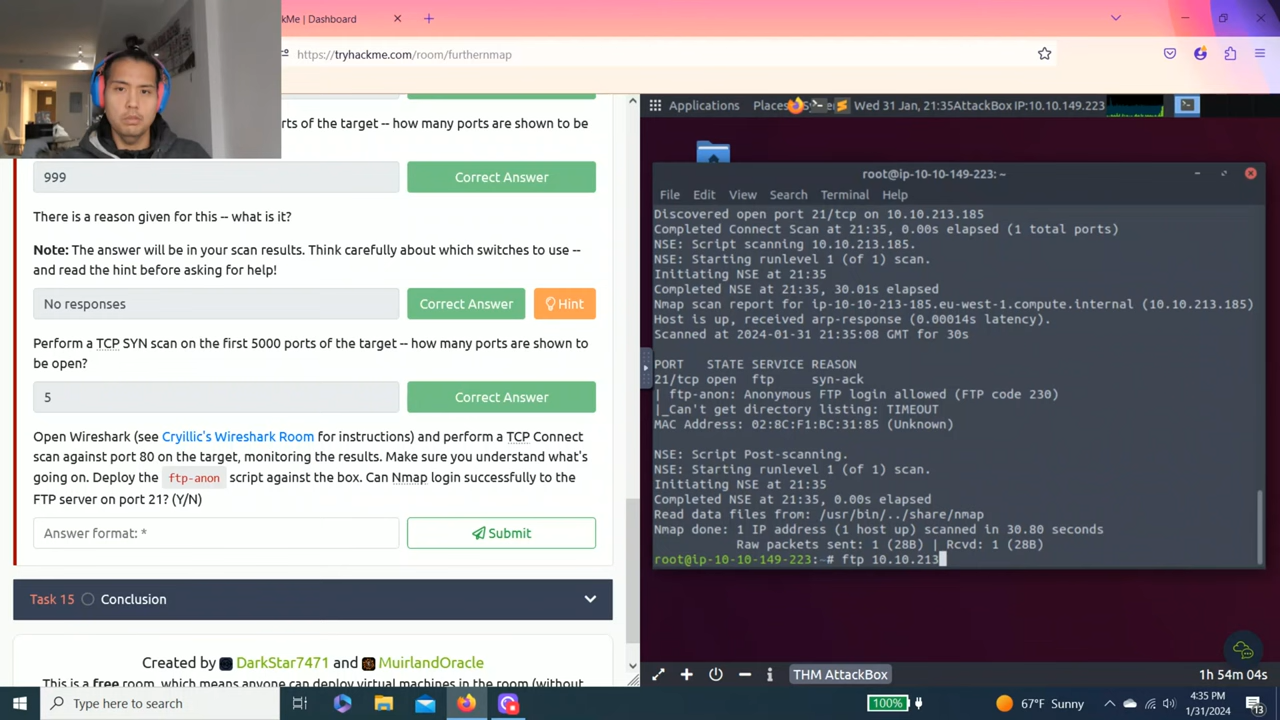 kMe | Dashboard
https://tryhackme.com/room/furthernmap
rts of the target -- how many ports are shown to be
999
Correct Answer
There is a reason given for this -- what is it?
Note: The answer will be in your scan results. Think carefully about which switches to use --
and read the hint before asking for help!
No responses
Correct Answer
Hint
Perform a TCP SYN scan on the first 5000 ports of the target -- how many ports are shown to
be open?
5
Correct Answer
Open Wireshark (see Cryillic's Wireshark Room for instructions) and perform a TCP Connect
scan against port 80 on the target, monitoring the results. Make sure you understand what's
going on. Deploy the ftp-anon script against the box. Can Nmap login successfully to the
FTP server on port 21? (Y/N)
Answer format: *
Submit
Task 15 Conclusion
Created by DarkStar7471 and MuirlandOracle
This is a free room, which means anyone can deploy virtual machines in the room (without
Applications Places Wed 31 Jan, 21:35 AttackBox IP:10.10.149.223
root@ip-10-10-149-223: ~
File Edit View Search Terminal Help
Discovered open port 21/tcp on 10.10.213.185
Completed Connect Scan at 21:35, 0.00s elapsed (1 total ports)
NSE: Script scanning 10.10.213.185.
NSE: Starting runlevel 1 (of 1) scan.
Initiating NSE at 21:35
Completed NSE at 21:35, 30.01s elapsed
Nmap scan report for ip-10-10-213-185.eu-west-1.compute.internal (10.10.213.185)
Host is up, received arp-response (0.00014s latency).
Scanned at 2024-01-31 21:35:08 GMT for 30s
PORT STATE SERVICE REASON
21/tcp open ftp syn-ack
| ftp-anon: Anonymous FTP login allowed (FTP code 230)
|_Can't get directory listing: TIMEOUT
MAC Address: 02:8C:F1:BC:31:85 (Unknown)
NSE: Script Post-scanning.
NSE: Starting runlevel 1 (of 1) scan.
Initiating NSE at 21:35
Completed NSE at 21:35, 0.00s elapsed
Read data files from: /usr/bin/../share/nmap
Nmap done: 1 IP address (1 host up) scanned in 30.80 seconds
Raw packets sent: 1 (28B) | Rcvd: 1 (28B)
root@ip-10-10-149-223:~# ftp 10.10.213
THM AttackBox
1h 54m 04s
Type here to search
100%
67°F Sunny
4:35 PM
1/31/2024
13